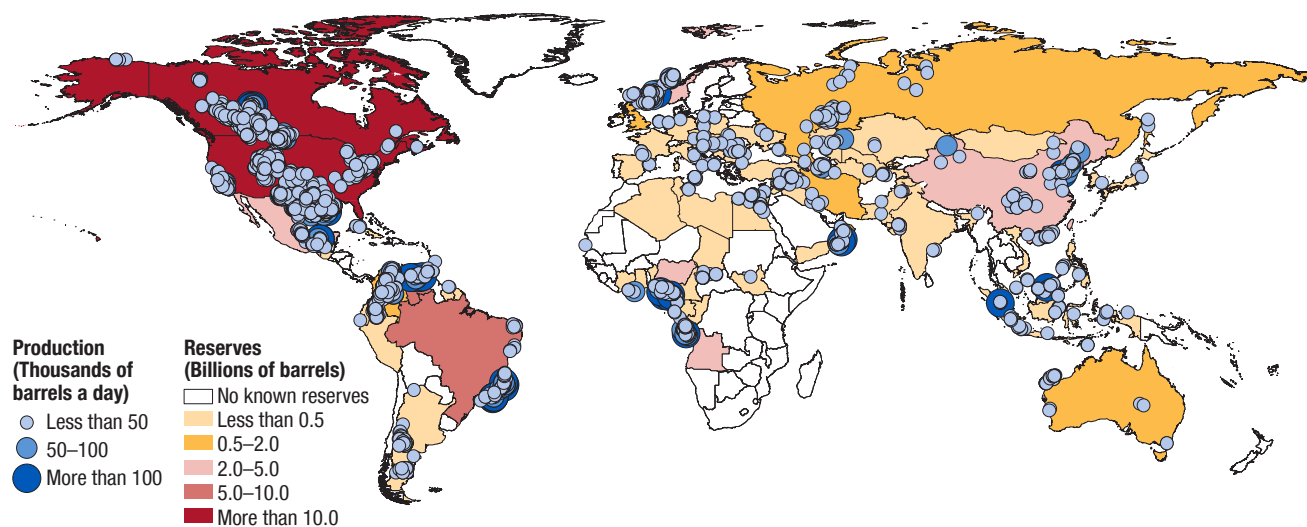 Production
(Thousands of
barrels a day)
Less than 50
50–100
More than 100
Reserves
(Billions of barrels)
No known reserves
Less than 0.5
0.5–2.0
2.0–5.0
5.0–10.0
More than 10.0